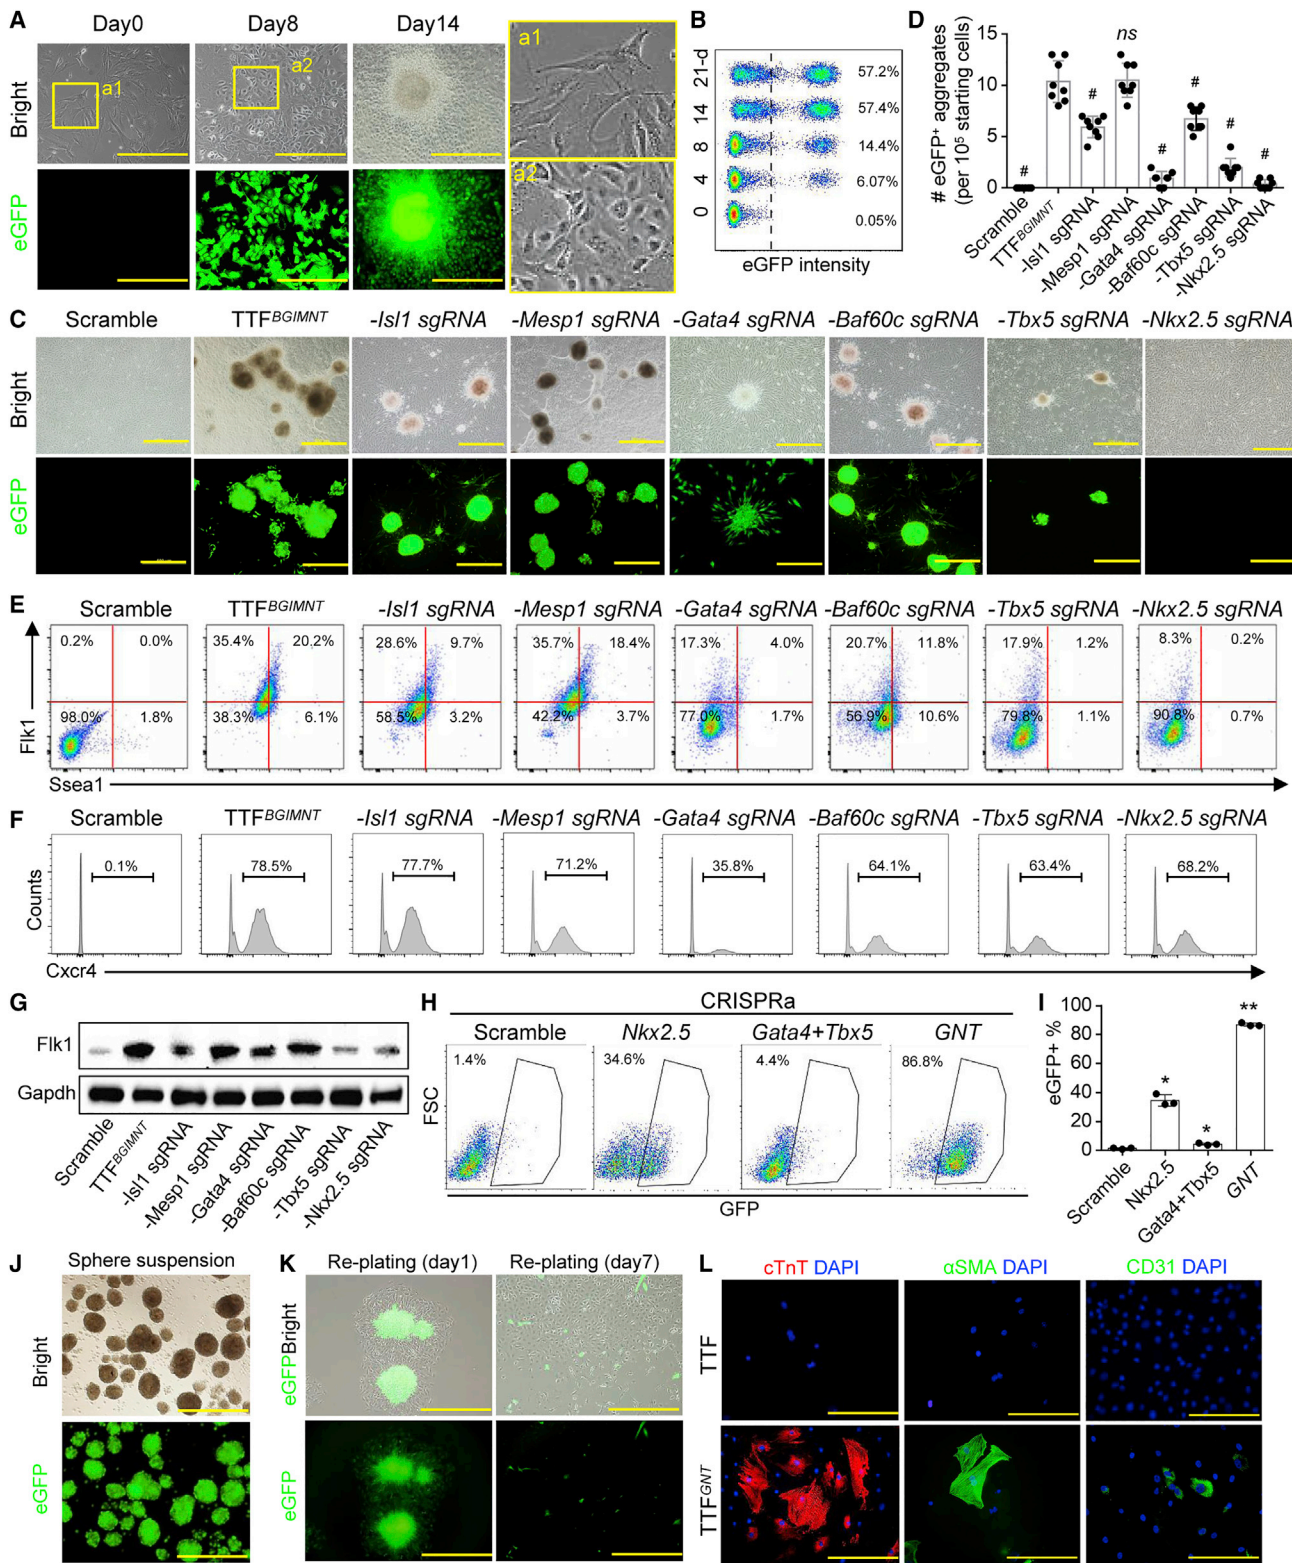 A
Day0 Day8 Day14
Bright
eGFP
a1
a2
a1
a2
B
21-d
14
8
4
0
57.2%
57.4%
14.4%
6.07%
0.05%
eGFP intensity
D
# eGFP+ aggregates
(per 10⁵ starting cells)
15
10
5
0
# # ns # # # #
Scramble
TTFBGIMNT
-Isl1 sgRNA
-Mesp1 sgRNA
-Gata4 sgRNA
-Baf60c sgRNA
-Tbx5 sgRNA
-Nkx2.5 sgRNA
C
Scramble TTFBGIMNT -Isl1 sgRNA -Mesp1 sgRNA -Gata4 sgRNA -Baf60c sgRNA -Tbx5 sgRNA -Nkx2.5 sgRNA
Bright
eGFP
E
Scramble TTFBGIMNT -Isl1 sgRNA -Mesp1 sgRNA -Gata4 sgRNA -Baf60c sgRNA -Tbx5 sgRNA -Nkx2.5 sgRNA
0.2% 0.0% 35.4% 20.2% 28.6% 9.7% 35.7% 18.4% 17.3% 4.0% 20.7% 11.8% 17.9% 1.2% 8.3% 0.2%
98.0% 1.8% 38.3% 6.1% 58.5% 3.2% 42.2% 3.7% 77.0% 1.7% 56.9% 10.6% 79.8% 1.1% 90.8% 0.7%
Flk1
Ssea1
F
Scramble TTFBGIMNT -Isl1 sgRNA -Mesp1 sgRNA -Gata4 sgRNA -Baf60c sgRNA -Tbx5 sgRNA -Nkx2.5 sgRNA
0.1% 78.5% 77.7% 71.2% 35.8% 64.1% 63.4% 68.2%
Counts
Cxcr4
G
Flk1
Gapdh
Scramble
TTFBGIMNT
-Isl1 sgRNA
-Mesp1 sgRNA
-Gata4 sgRNA
-Baf60c sgRNA
-Tbx5 sgRNA
-Nkx2.5 sgRNA
H
CRISPRa
Scramble Nkx2.5 Gata4+Tbx5 GNT
1.4% 34.6% 4.4% 86.8%
FSC
GFP
I
eGFP+ %
100
80
60
40
20
0
* * **
Scramble
Nkx2.5
Gata4+Tbx5
GNT
J
Sphere suspension
Bright
eGFP
K
Re-plating (day1) Re-plating (day7)
eGFPBright
eGFP
L
cTnT DAPI αSMA DAPI CD31 DAPI
TTF
TTFGNT